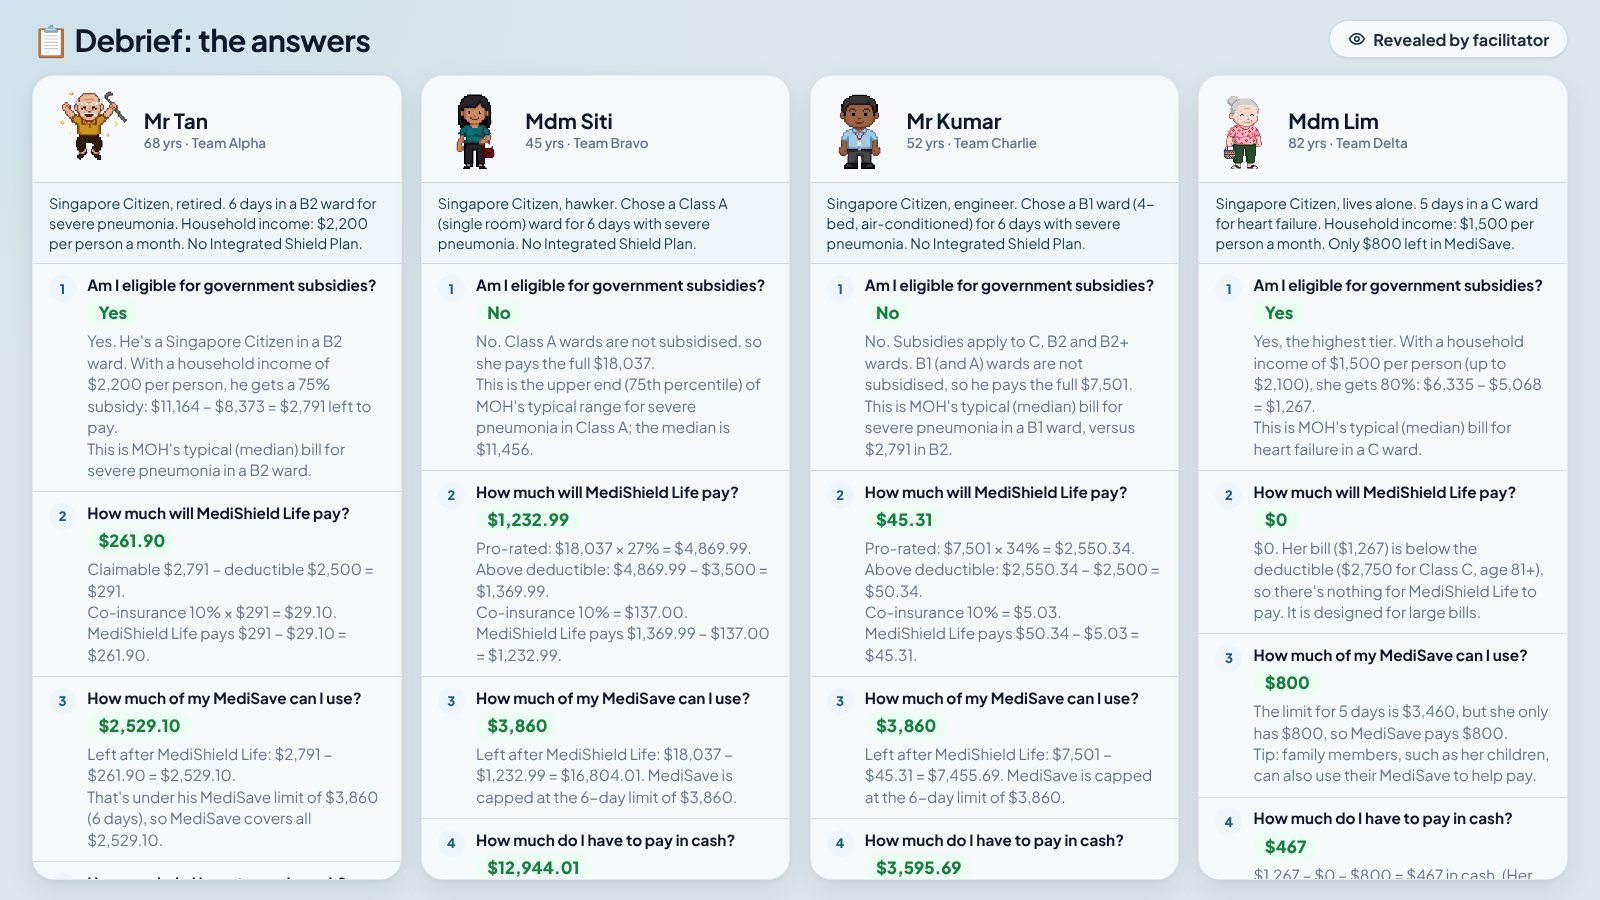 Debrief: the answers
Revealed by facilitator
Mr Tan
68 yrs · Team Alpha
Singapore Citizen, retired. 6 days in a B2 ward for
severe pneumonia. Household income: $2,200
per person a month. No Integrated Shield Plan.
1
Am I eligible for government subsidies?
Yes
Yes. He's a Singapore Citizen in a B2
ward. With a household income of
$2,200 per person, he gets a 75%
subsidy: $11,164 – $8,373 = $2,791 left to
pay.
This is MOH's typical (median) bill for
severe pneumonia in a B2 ward.
2
How much will MediShield Life pay?
$261.90
Claimable $2,791 – deductible $2,500 =
$291.
Co-insurance 10% × $291 = $29.10.
MediShield Life pays $291 – $29.10 =
$261.90.
3
How much of my MediSave can I use?
$2,529.10
Left after MediShield Life: $2,791 –
$261.90 = $2,529.10.
That's under his MediSave limit of $3,860
(6 days), so MediSave covers all
$2,529.10.
Mdm Siti
45 yrs · Team Bravo
Singapore Citizen, hawker. Chose a Class A
(single room) ward for 6 days with severe
pneumonia. No Integrated Shield Plan.
1
Am I eligible for government subsidies?
No
No. Class A wards are not subsidised, so
she pays the full $18,037.
This is the upper end (75th percentile) of
MOH's typical range for severe
pneumonia in Class A; the median is
$11,456.
2
How much will MediShield Life pay?
$1,232.99
Pro-rated: $18,037 × 27% = $4,869.99.
Above deductible: $4,869.99 – $3,500 =
$1,369.99.
Co-insurance 10% = $137.00.
MediShield Life pays $1,369.99 – $137.00
= $1,232.99.
3
How much of my MediSave can I use?
$3,860
Left after MediShield Life: $18,037 –
$1,232.99 = $16,804.01. MediSave is
capped at the 6-day limit of $3,860.
4
How much do I have to pay in cash?
$12,944.01
Mr Kumar
52 yrs · Team Charlie
Singapore Citizen, engineer. Chose a B1 ward (4-
bed, air-conditioned) for 6 days with severe
pneumonia. No Integrated Shield Plan.
1
Am I eligible for government subsidies?
No
No. Subsidies apply to C, B2 and B2+
wards. B1 (and A) wards are not
subsidised, so he pays the full $7,501.
This is MOH's typical (median) bill for
severe pneumonia in a B1 ward, versus
$2,791 in B2.
2
How much will MediShield Life pay?
$45.31
Pro-rated: $7,501 × 34% = $2,550.34.
Above deductible: $2,550.34 – $2,500 =
$50.34.
Co-insurance 10% = $5.03.
MediShield Life pays $50.34 – $5.03 =
$45.31.
3
How much of my MediSave can I use?
$3,860
Left after MediShield Life: $7,501 –
$45.31 = $7,455.69. MediSave is capped
at the 6-day limit of $3,860.
4
How much do I have to pay in cash?
$3,595.69
Mdm Lim
82 yrs · Team Delta
Singapore Citizen, lives alone. 5 days in a C ward
for heart failure. Household income: $1,500 per
person a month. Only $800 left in MediSave.
1
Am I eligible for government subsidies?
Yes
Yes, the highest tier. With a household
income of $1,500 per person (up to
$2,100), she gets 80%: $6,335 – $5,068
= $1,267.
This is MOH's typical (median) bill for
heart failure in a C ward.
2
How much will MediShield Life pay?
$0
$0. Her bill ($1,267) is below the
deductible ($2,750 for Class C, age 81+),
so there's nothing for MediShield Life to
pay. It is designed for large bills.
3
How much of my MediSave can I use?
$800
The limit for 5 days is $3,460, but she only
has $800, so MediSave pays $800.
Tip: family members, such as her children,
can also use their MediSave to help pay.
4
How much do I have to pay in cash?
$467
$1,267 – $0 – $800 = $467 in cash. (Her